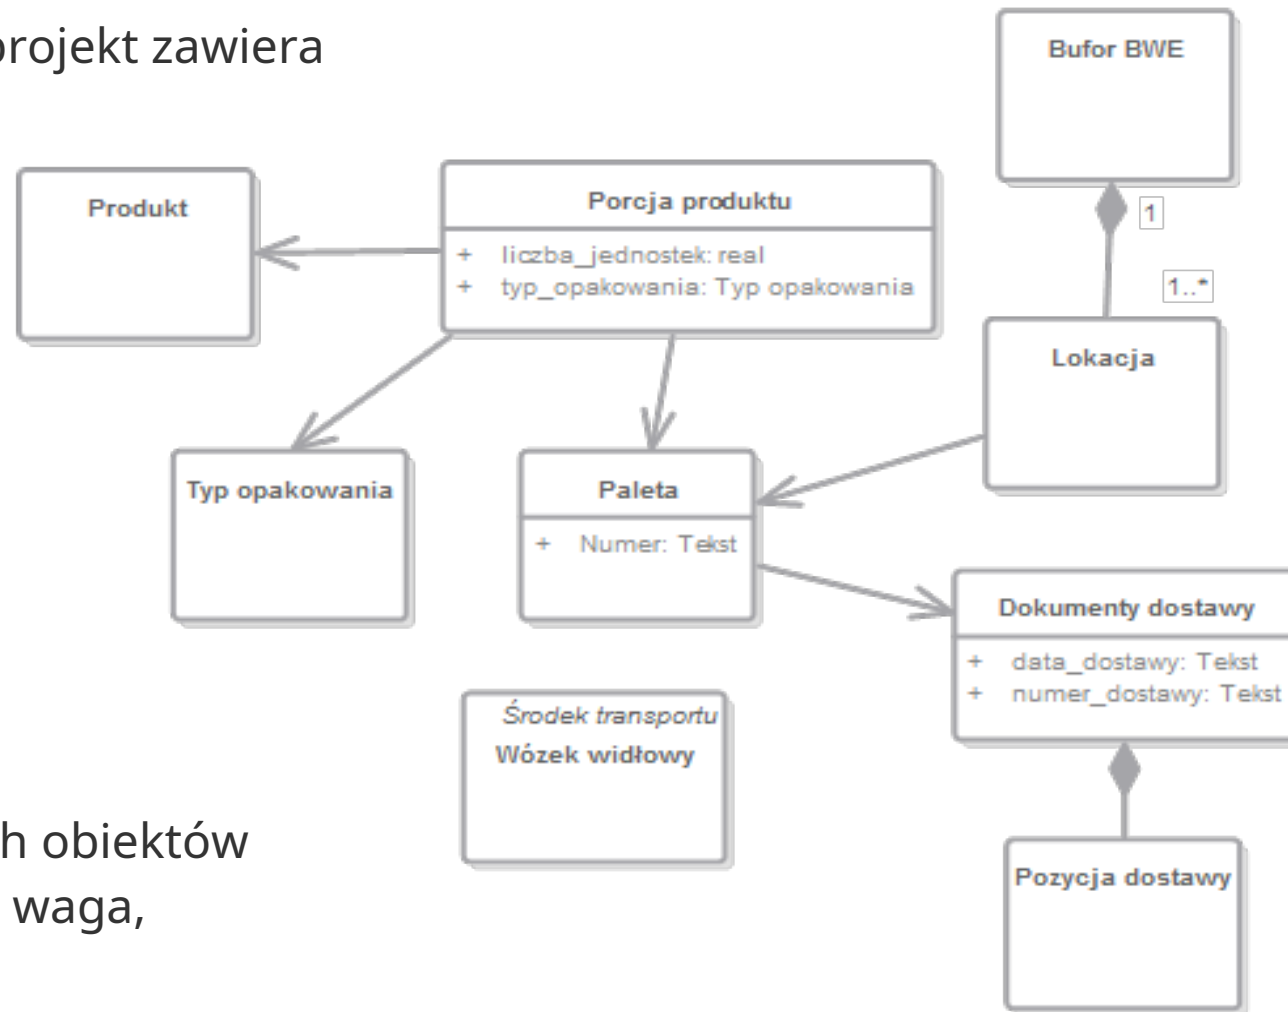 projekt zawiera
Bufor BWE
1
1..*
Produkt
Porcja produktu
+ liczba_jednostek: real
+ typ_opakowania: Typ opakowania
Lokacja
Typ opakowania
Paleta
+ Numer: Tekst
Dokumenty dostawy
+ data_dostawy: Tekst
+ numer_dostawy: Tekst
Środek transportu
Wózek widłowy
Pozycja dostawy
h obiektów
waga,